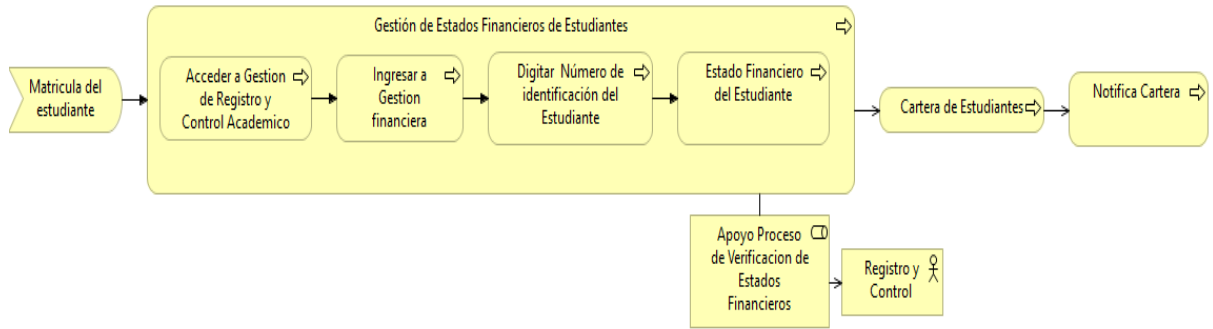 Gestión de Estados Financieros de Estudiantes
Matricula del
estudiante
Acceder a Gestion
de Registro y
Control Academico
Ingresar a
Gestion
financiera
Digitar Número de
identificación del
Estudiante
Estado Financiero
del Estudiante
Cartera de Estudiantes
Notifica Cartera
Apoyo Proceso
de Verificacion de
Estados
Financieros
Registro y
Control